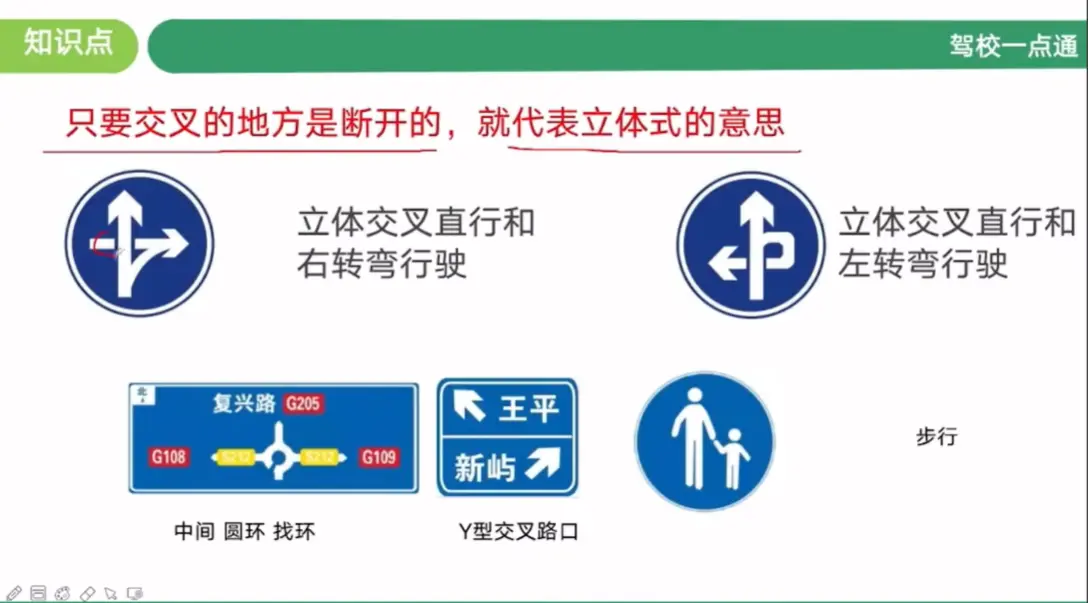 知识点
驾校一点通
只要交叉的地方是断开的，就代表立体式的意思
立体交叉直行和
右转弯行驶
立体交叉直行和
左转弯行驶
北
复兴路 G205
G108 S212 S212 G109
王平
新屿
步行
中间 圆环 找环
Y型交叉路口